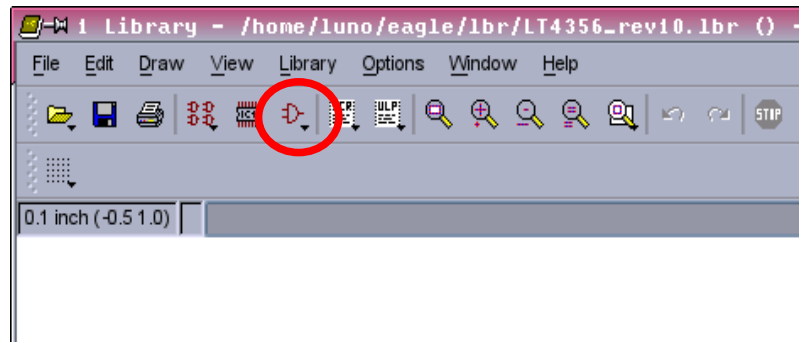 1 Library - /home/luno/eagle/lbr/LT4356_rev10.lbr () -
File Edit Draw View Library Options Window Help
ICt SCR ULP STOP
0.1 inch (-0.5 1.0)